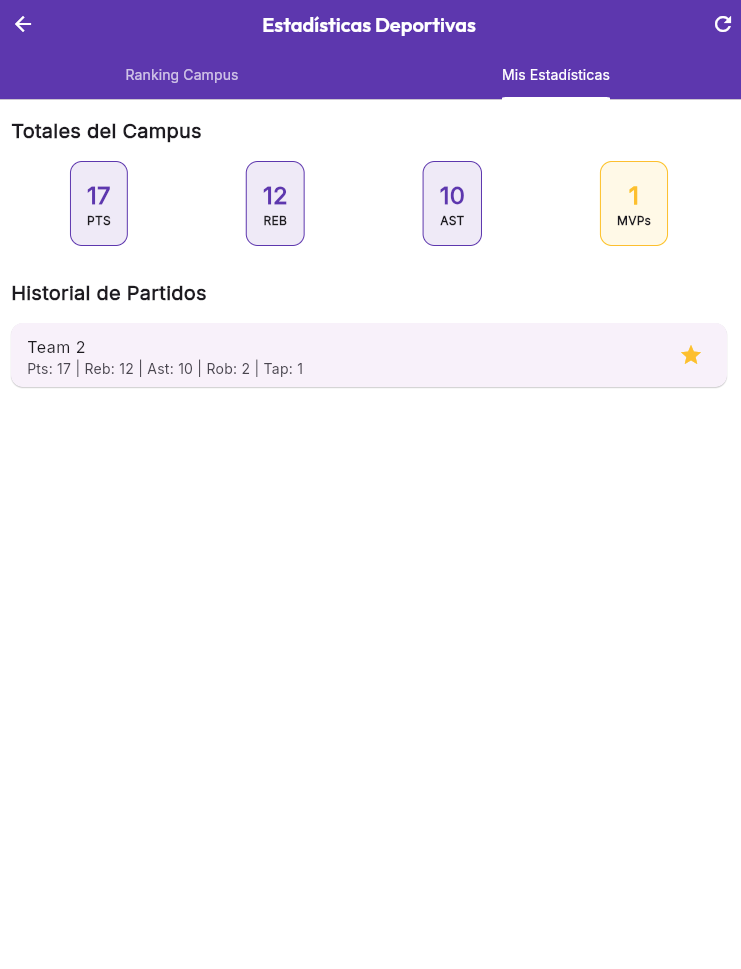 Estadísticas Deportivas
Ranking Campus
Mis Estadísticas
Totales del Campus
17
PTS
12
REB
10
AST
1
MVPs
Historial de Partidos
Team 2
Pts: 17 | Reb: 12 | Ast: 10 | Rob: 2 | Tap: 1